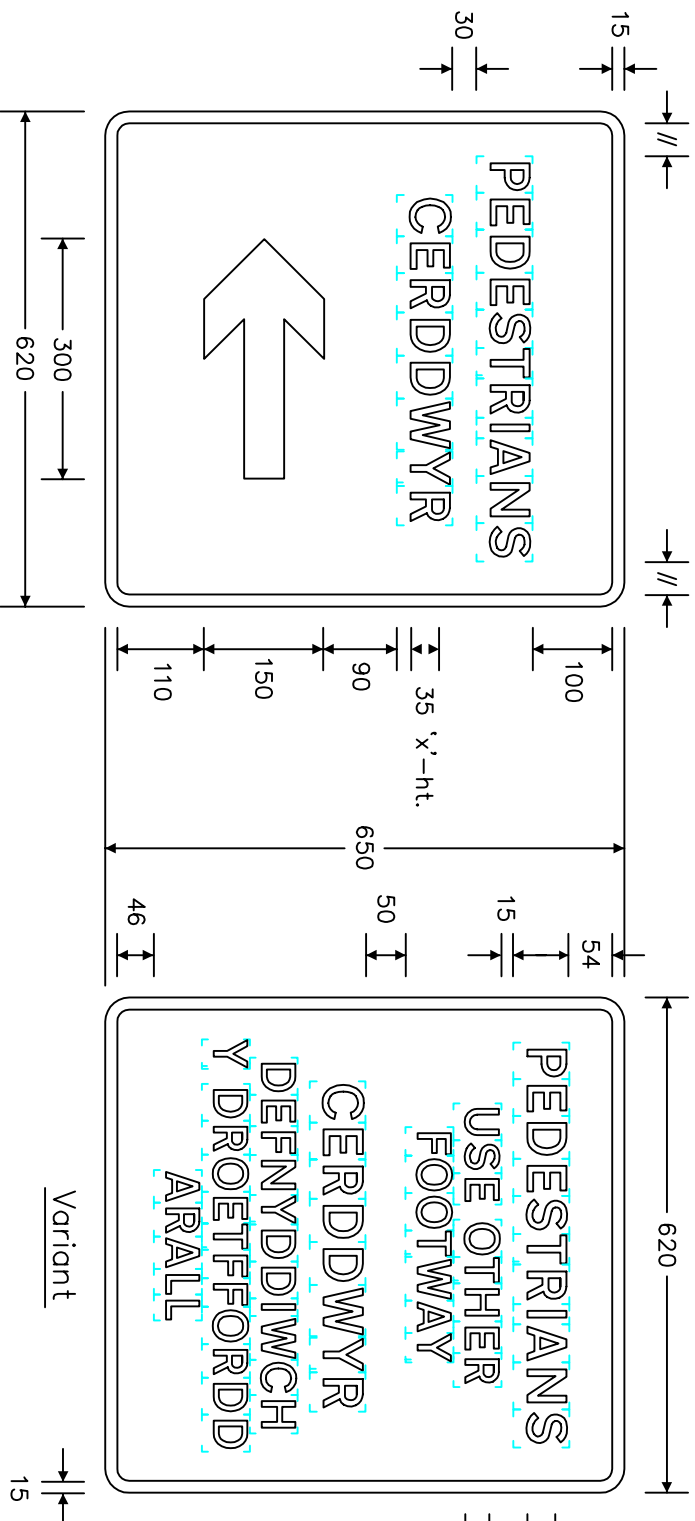 15
30
//
//
PEDESTRIANS
CERDDWYR
100
35 'x'-ht.
90
150
110
300
620
650
620
54
15
50
46
PEDESTRIANS
USE OTHER
FOOTWAY
CERDDWYR
DEFNYDDIWCH
Y DROETFFORDD
ARALL
15
Variant